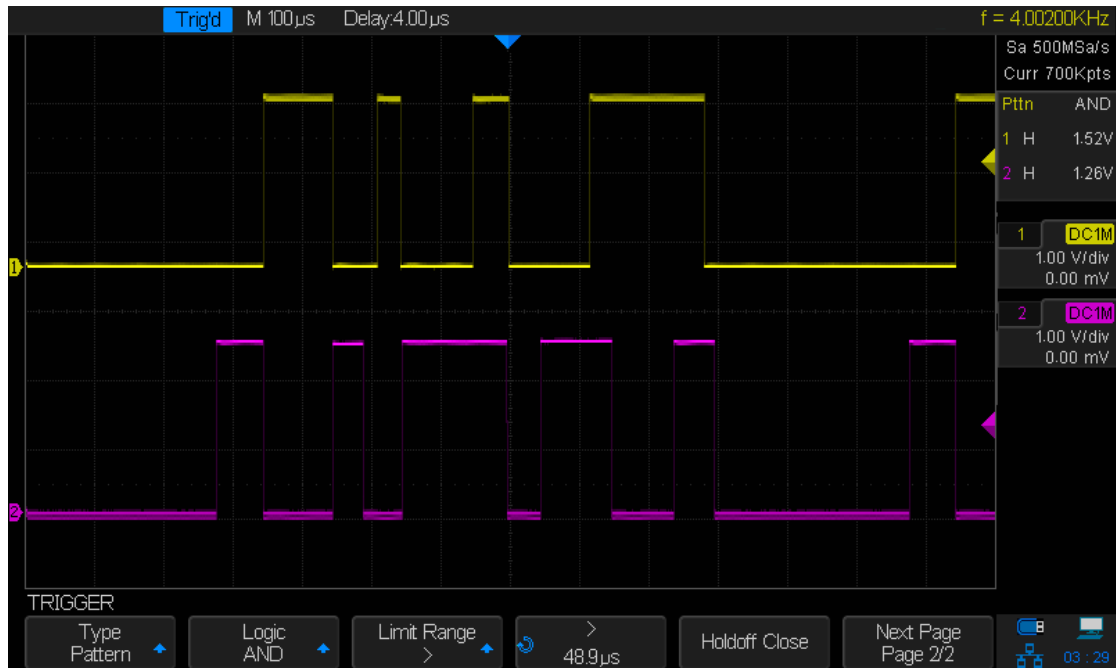 Trig'd M 100µs Delay:4.00µs f = 4.00200KHz
Sa 500MSa/s
Curr 700Kpts
Pttn AND
1 H 1.52V
2 H 1.26V
1 DC1M
1.00 V/div
0.00 mV
2 DC1M
1.00 V/div
0.00 mV
1
2
TRIGGER
Type
Pattern
Logic
AND
Limit Range
>
>
48.9µs
Holdoff Close
Next Page
Page 2/2
03 : 29